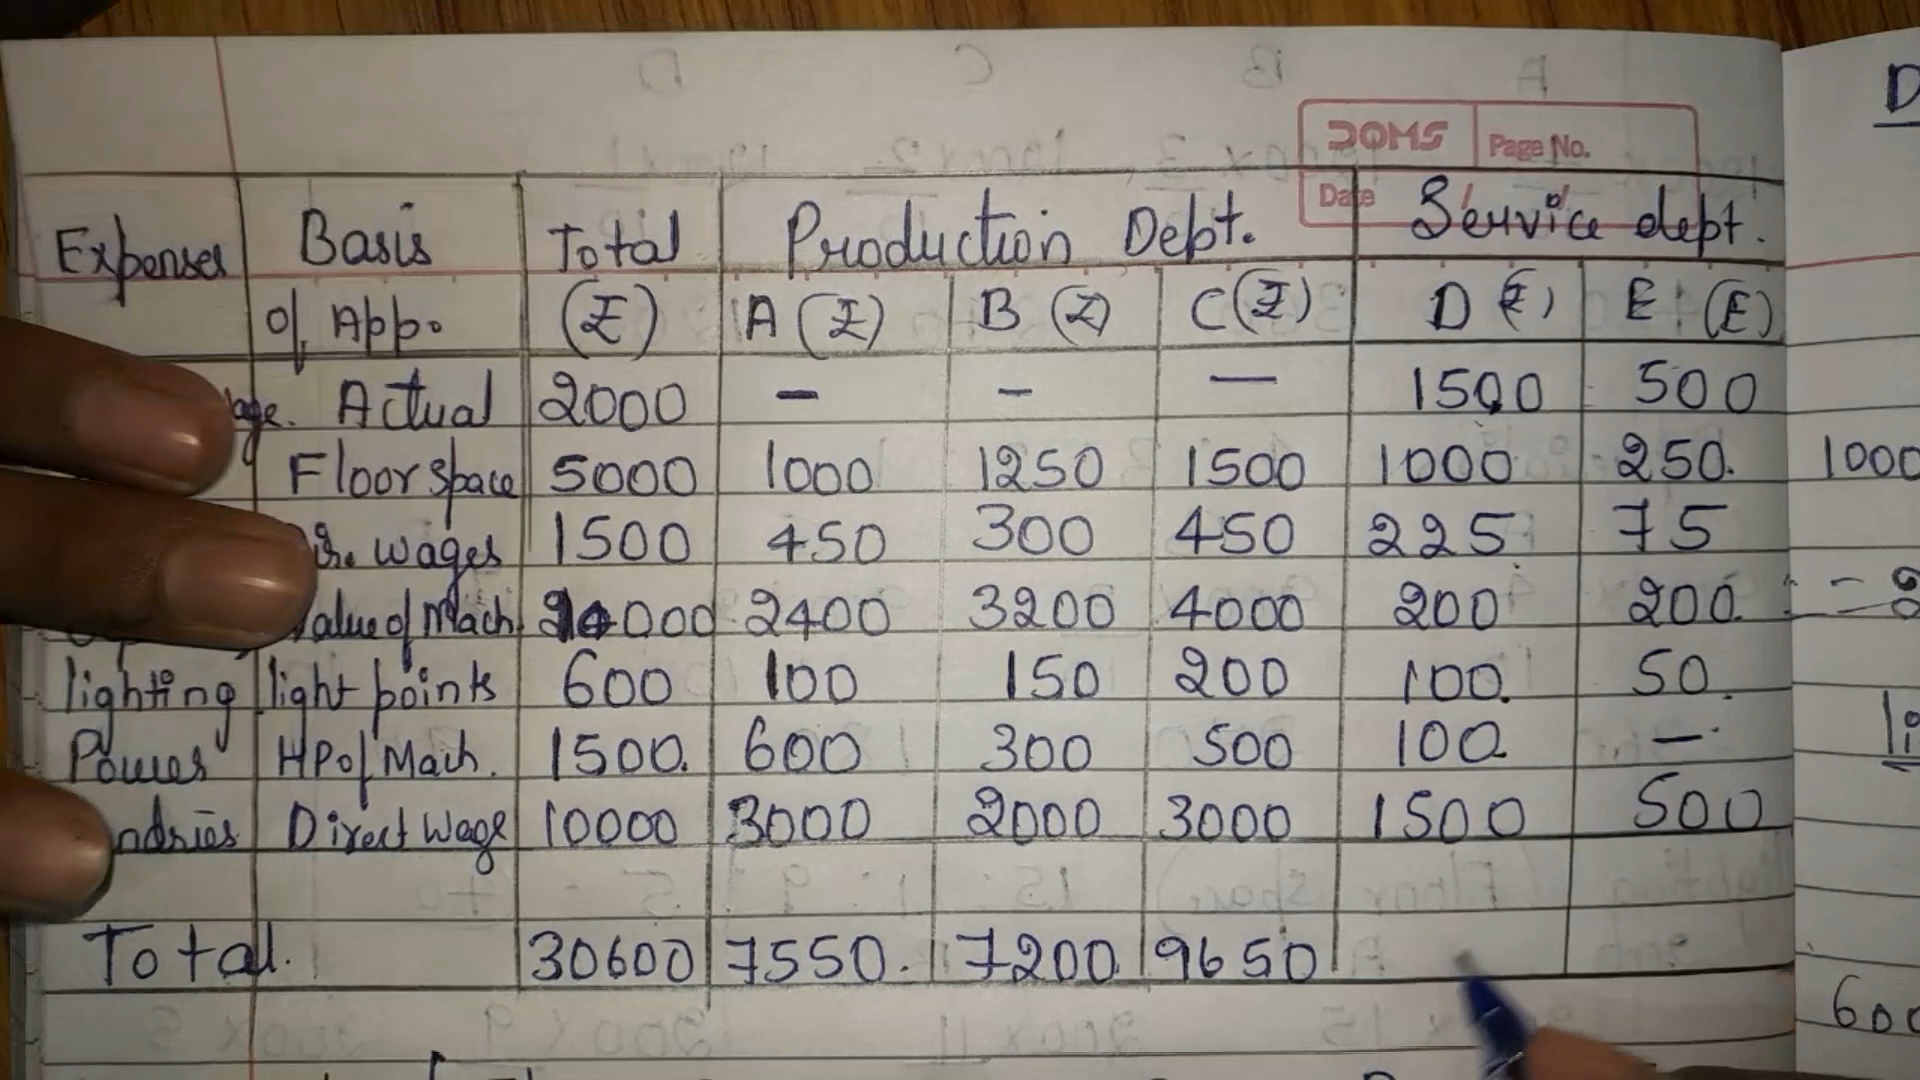 DOMS Page No.
Date
Expenses Basis Total Production Dept. Service dept.
of App. (₹) A (₹) B (₹) C (₹) D (₹) E (₹)
Actual 2000 - - - 1500 500
Floor space 5000 1000 1250 1500 1000 250.
wages 1500 450 300 450 225 75
Value of Mach. 2400 3200 4000 200 200.
lighting light points 600 100 150 200 100. 50.
Power HP of Mach. 1500. 600 300 500 100 -
Direct Wage 10000 3000 2000 3000 1500 500
Total. 30600 7550. 7200. 9650
D
1000
600